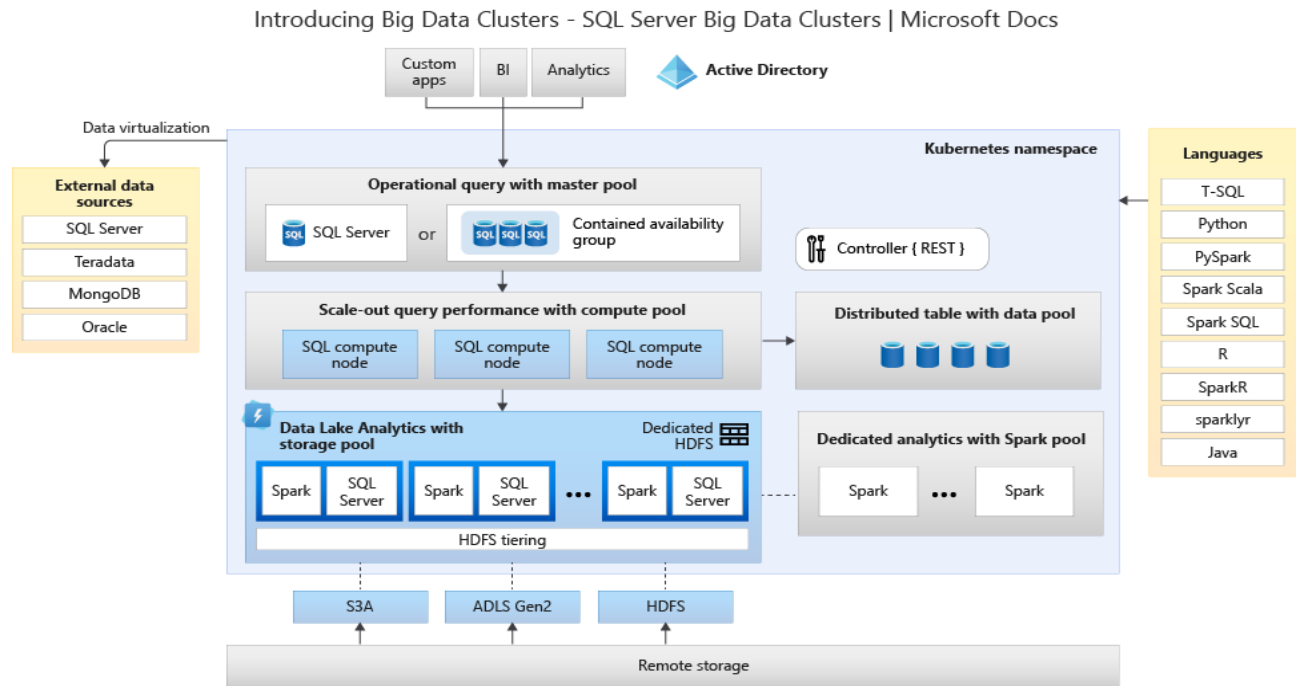 Introducing Big Data Clusters - SQL Server Big Data Clusters | Microsoft Docs
Custom
apps
BI
Analytics
Active Directory
Data virtualization
Kubernetes namespace
External data
sources
SQL Server
Teradata
MongoDB
Oracle
Operational query with master pool
SQL
SQL Server
or
SQL SQL SQL
Contained availability
group
Controller { REST }
Scale-out query performance with compute pool
SQL compute
node
SQL compute
node
SQL compute
node
Distributed table with data pool
Data Lake Analytics with
storage pool
Dedicated
HDFS
Spark
SQL
Server
Spark
SQL
Server
•••
Spark
SQL
Server
HDFS tiering
Dedicated analytics with Spark pool
Spark
•••
Spark
Languages
T-SQL
Python
PySpark
Spark Scala
Spark SQL
R
SparkR
sparklyr
Java
S3A
ADLS Gen2
HDFS
Remote storage